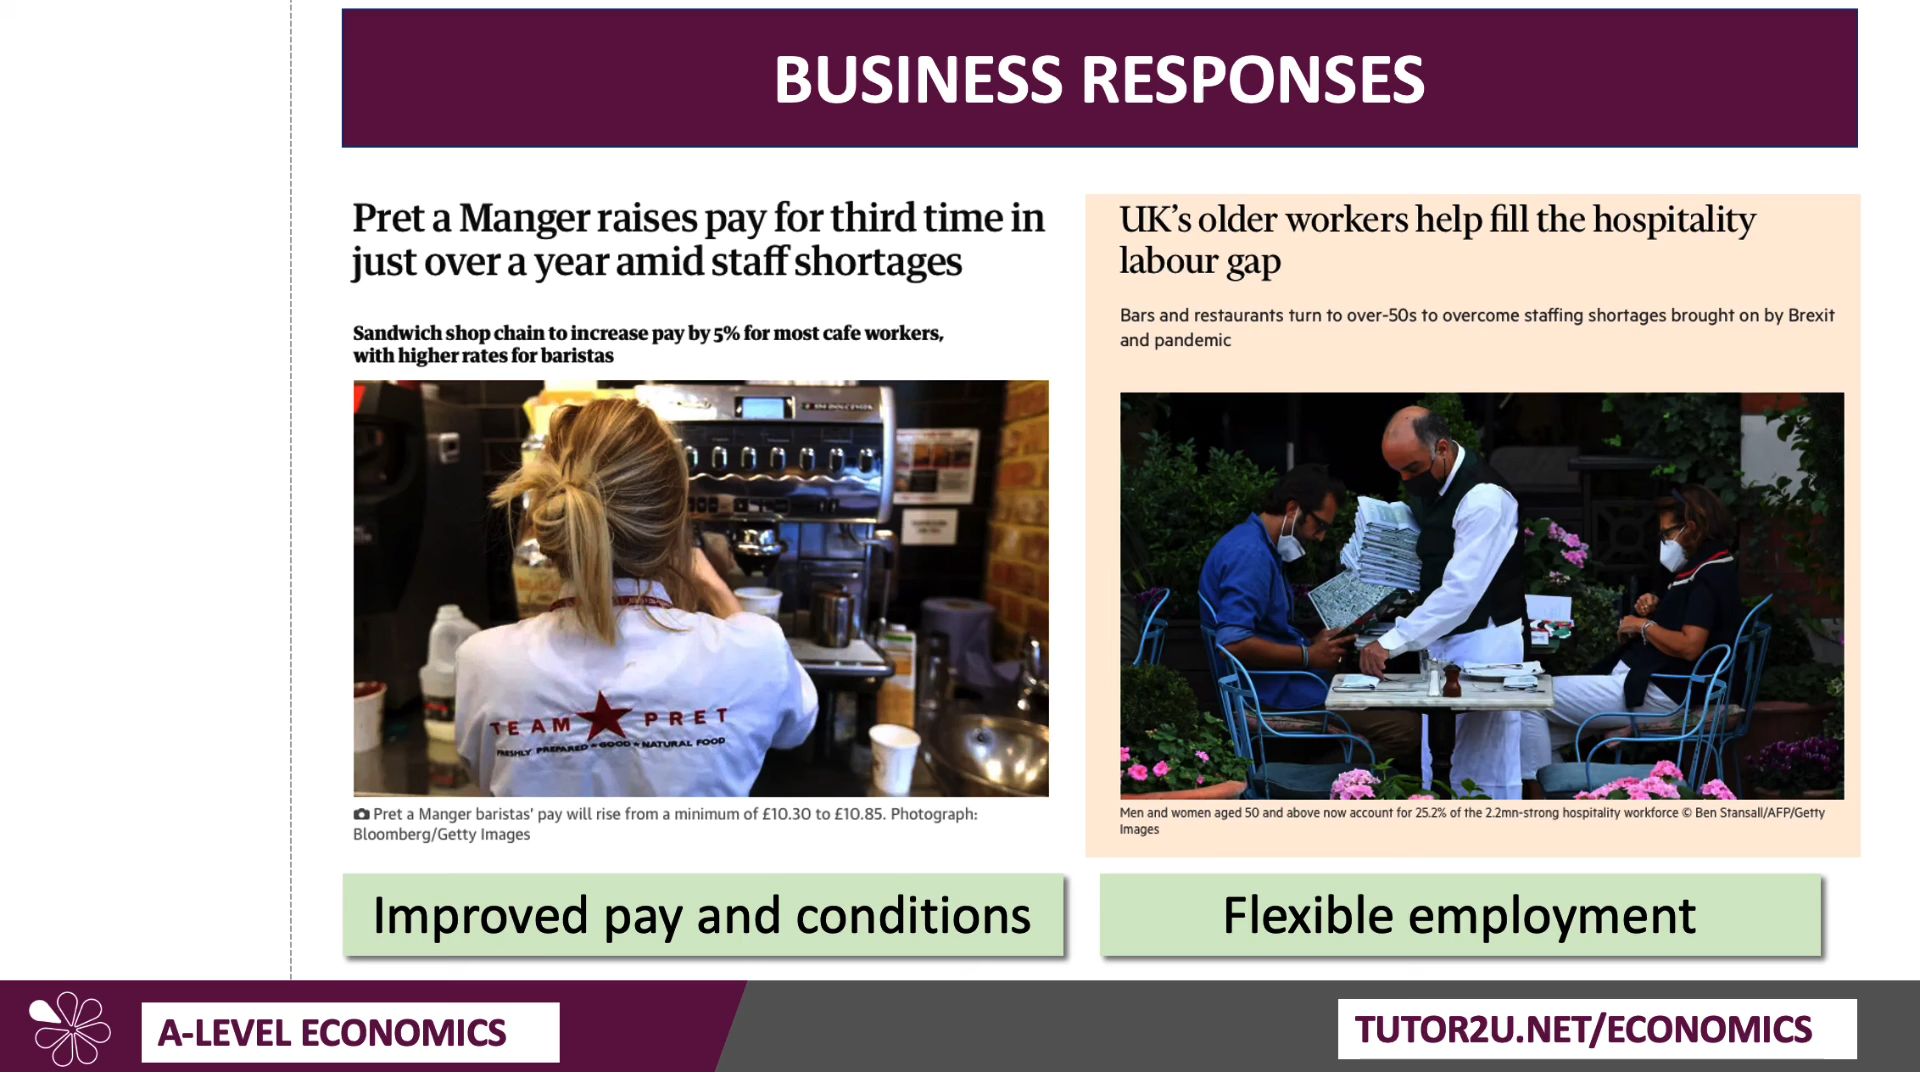 BUSINESS RESPONSES
Pret a Manger raises pay for third time in
just over a year amid staff shortages
Sandwich shop chain to increase pay by 5% for most cafe workers,
with higher rates for baristas
TEAM ★ PRET
FRESHLY PREPARED ★ GOOD ★ NATURAL FOOD
Pret a Manger baristas' pay will rise from a minimum of £10.30 to £10.85. Photograph:
Bloomberg/Getty Images
Improved pay and conditions
UK’s older workers help fill the hospitality
labour gap
Bars and restaurants turn to over-50s to overcome staffing shortages brought on by Brexit
and pandemic
Men and women aged 50 and above now account for 25.2% of the 2.2mn-strong hospitality workforce © Ben Stansall/AFP/Getty
Images
Flexible employment
A-LEVEL ECONOMICS
TUTOR2U.NET/ECONOMICS